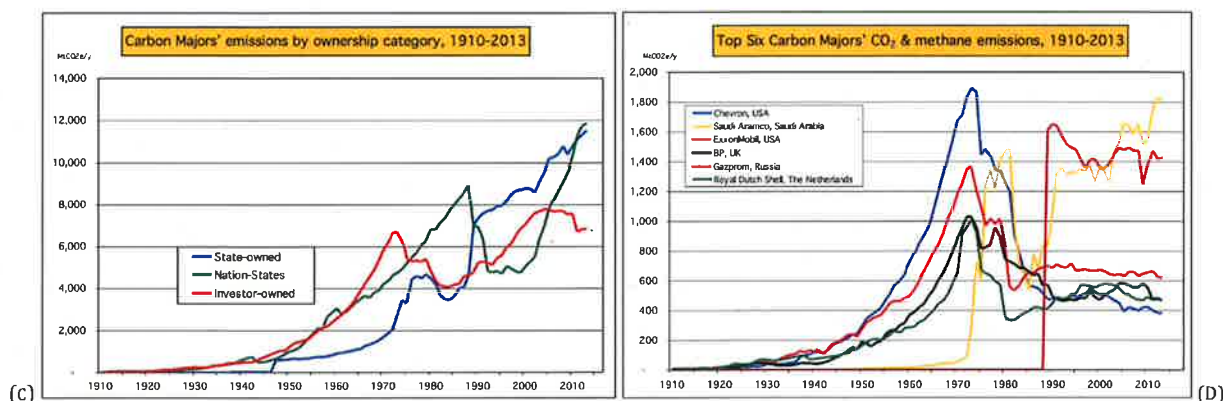 Carbon Majors' emissions by ownership category, 1910-2013
MtCO2e/y
14,000
12,000
10,000
8,000
6,000
4,000
2,000
-
State-owned
Nation-States
Investor-owned
1910 1920 1930 1940 1950 1960 1970 1980 1990 2000 2010
(C)
Top Six Carbon Majors' CO₂ & methane emissions, 1910-2013
MtCO2e/y
2,000
1,800
1,600
1,400
1,200
1,000
800
600
400
200
-
Chevron, USA
Saudi Aramco, Saudi Arabia
ExxonMobil, USA
BP, UK
Gazprom, Russia
Royal Dutch Shell, The Netherlands
1910 1920 1930 1940 1950 1960 1970 1980 1990 2000 2010
(D)